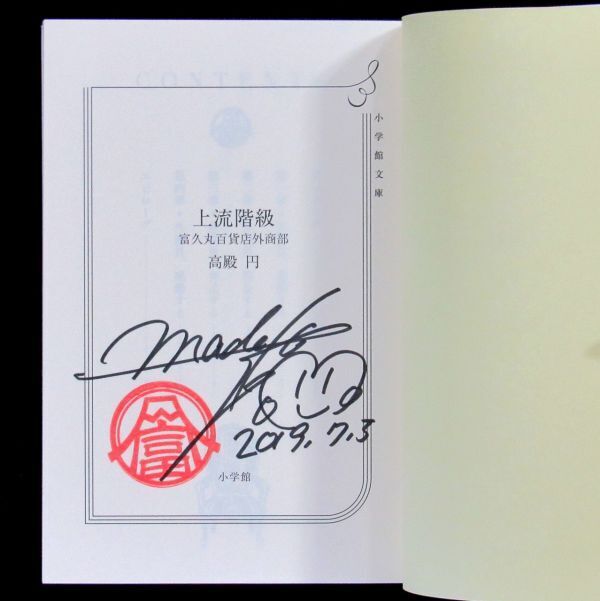 小学館文庫
上流階級
富久丸百貨店外商部
高殿 円
2019.7.3
富
小学館